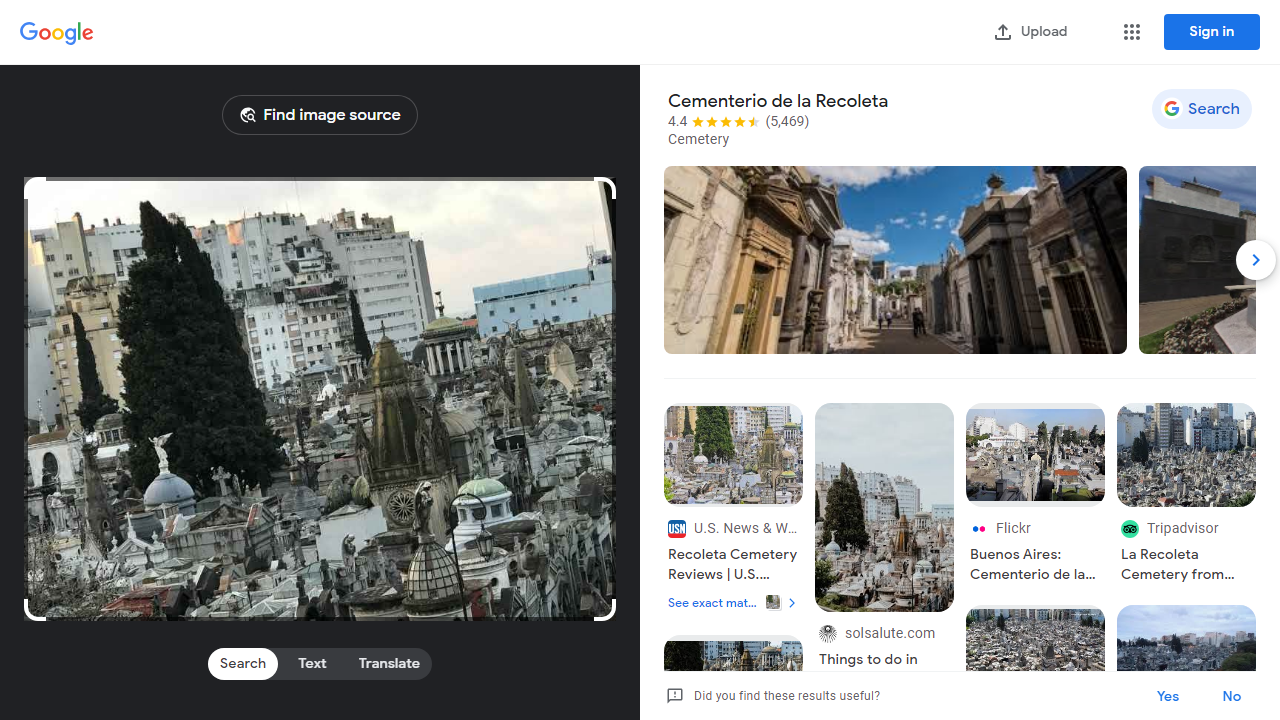 Google
Upload
Sign in
Find image source
Search
Text
Translate
Cementerio de la Recoleta
4.4 (5,469)
Cemetery
Search
USN U.S. News & W...
Recoleta Cemetery
Reviews | U.S....
See exact mat...
solsalute.com
Things to do in
Flickr
Buenos Aires:
Cementerio de la...
Tripadvisor
La Recoleta
Cemetery from...
Did you find these results useful?
Yes
No